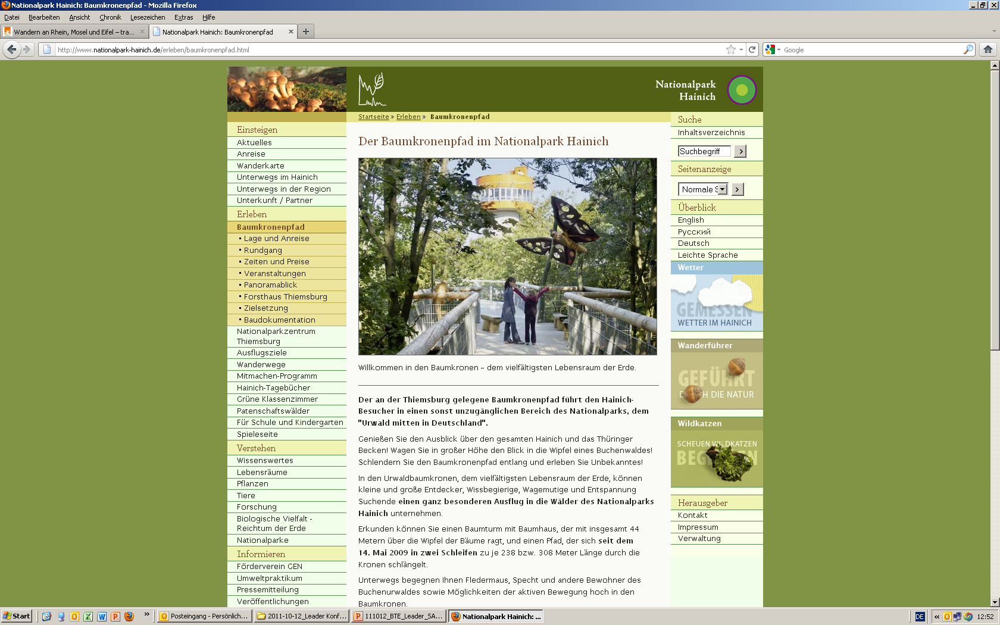 Nationalpark Hainich: Baumkronenpfad - Mozilla Firefox
Datei Bearbeiten Ansicht Chronik Lesezeichen Extras Hilfe
Wandern an Rhein, Mosel und Eifel – tra...
Nationalpark Hainich: Baumkronenpfad
http://www.nationalpark-hainich.de/erleben/baumkronenpfad.html
Google
Nationalpark
Hainich
Startseite » Erleben » Baumkronenpfad
Einsteigen
Aktuelles
Anreise
Wanderkarte
Unterwegs im Hainich
Unterwegs in der Region
Unterkunft / Partner
Erleben
Baumkronenpfad
• Lage und Anreise
• Rundgang
• Zeiten und Preise
• Veranstaltungen
• Panoramablick
• Forsthaus Thiemsburg
• Zielsetzung
• Baudokumentation
Nationalparkzentrum
Thiemsburg
Ausflugsziele
Wanderwege
Mitmachen-Programm
Hainich-Tagebücher
Grüne Klassenzimmer
Patenschaftswälder
Für Schule und Kindergarten
Spieleseite
Verstehen
Wissenswertes
Lebensräume
Pflanzen
Tiere
Forschung
Biologische Vielfalt -
Reichtum der Erde
Nationalparke
Informieren
Förderverein GEN
Umweltpraktikum
Pressemitteilung
Veröffentlichungen
Der Baumkronenpfad im Nationalpark Hainich
Willkommen in den Baumkronen – dem vielfältigsten Lebensraum der Erde.
Der an der Thiemsburg gelegene Baumkronenpfad führt den Hainich-
Besucher in einen sonst unzugänglichen Bereich des Nationalparks, dem
"Urwald mitten in Deutschland".
Genießen Sie den Ausblick über den gesamten Hainich und das Thüringer
Becken! Wagen Sie in großer Höhe den Blick in die Wipfel eines Buchenwaldes!
Schlendern Sie den Baumkronenpfad entlang und erleben Sie Unbekanntes!
In den Urwaldbaumkronen, dem vielfältigsten Lebensraum der Erde, können
kleine und große Entdecker, Wissbegierige, Wagemutige und Entspannung
Suchende einen ganz besonderen Ausflug in die Wälder des Nationalparks
Hainich unternehmen.
Erkunden können Sie einen Baumturm mit Baumhaus, der mit insgesamt 44
Metern über die Wipfel der Bäume ragt, und einen Pfad, der sich seit dem
14. Mai 2009 in zwei Schleifen zu je 238 bzw. 308 Meter Länge durch die
Kronen schlängelt.
Unterwegs begegnen Ihnen Fledermaus, Specht und andere Bewohner des
Buchenurwaldes sowie Möglichkeiten der aktiven Bewegung hoch in den
Baumkronen.
Suche
Inhaltsverzeichnis
Suchbegriff >
Seitenanzeige
Normale S >
Überblick
English
Русский
Deutsch
Leichte Sprache
Wetter
GEMESSEN
WETTER IM HAINICH
Wanderführer
GEFÜHRT
DURCH DIE NATUR
Wildkatzen
SCHEUEN WILDKATZEN
Herausgeber
Kontakt
Impressum
Verwaltung
Start
»
Posteingang - Persönlich...
2011-10-12_Leader Konf...
111012_BTE_Leader_SA...
Nationalpark Hainich: ...
DE
«
12:52